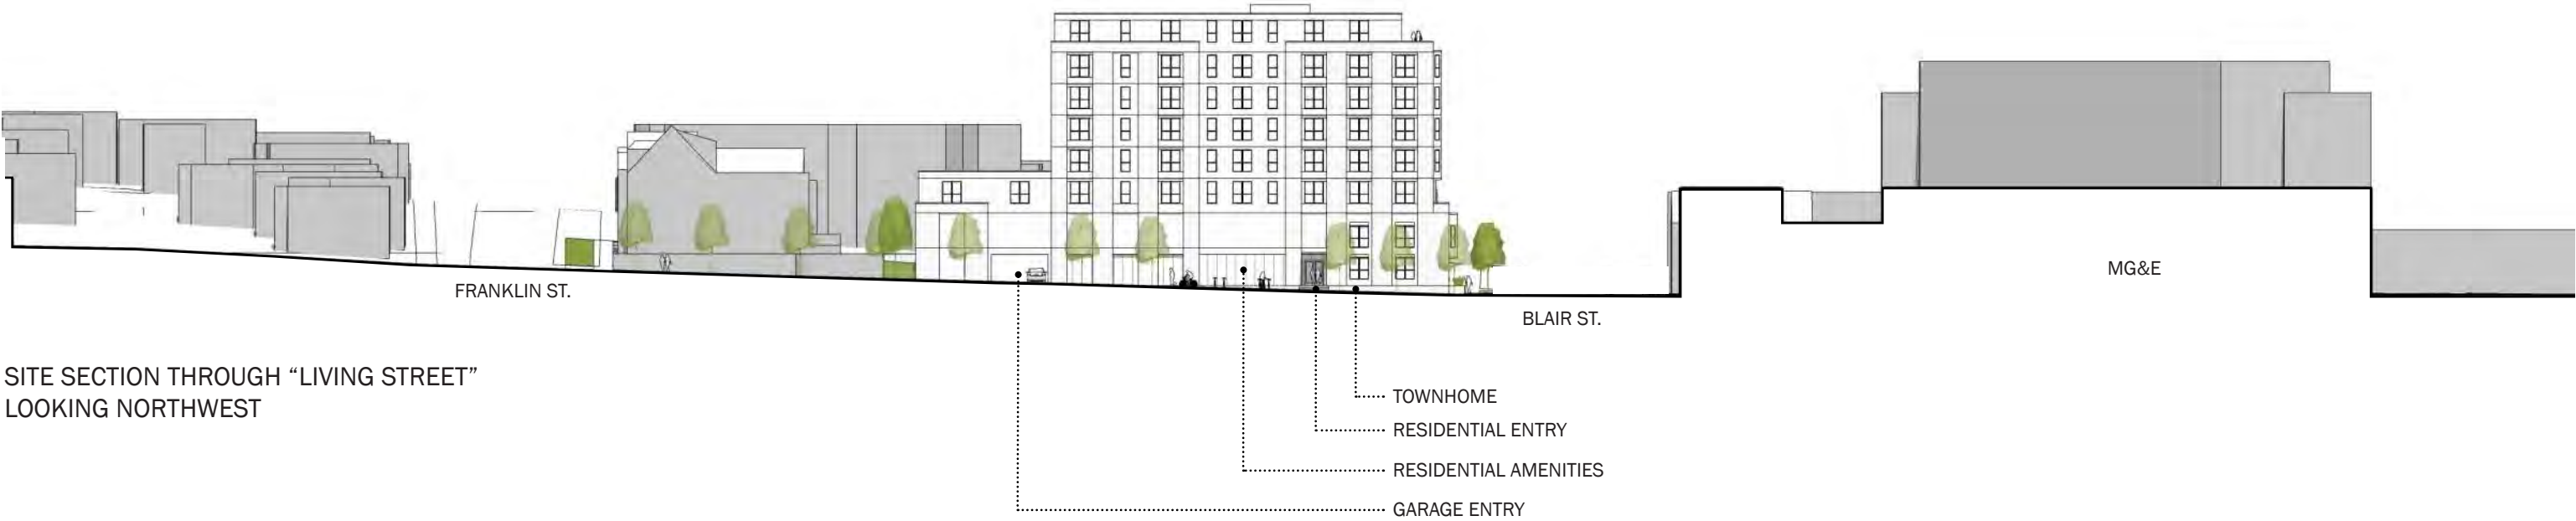 MG&E
FRANKLIN ST.
BLAIR ST.
SITE SECTION THROUGH “LIVING STREET”
LOOKING NORTHWEST
TOWNHOME
RESIDENTIAL ENTRY
RESIDENTIAL AMENITIES
GARAGE ENTRY